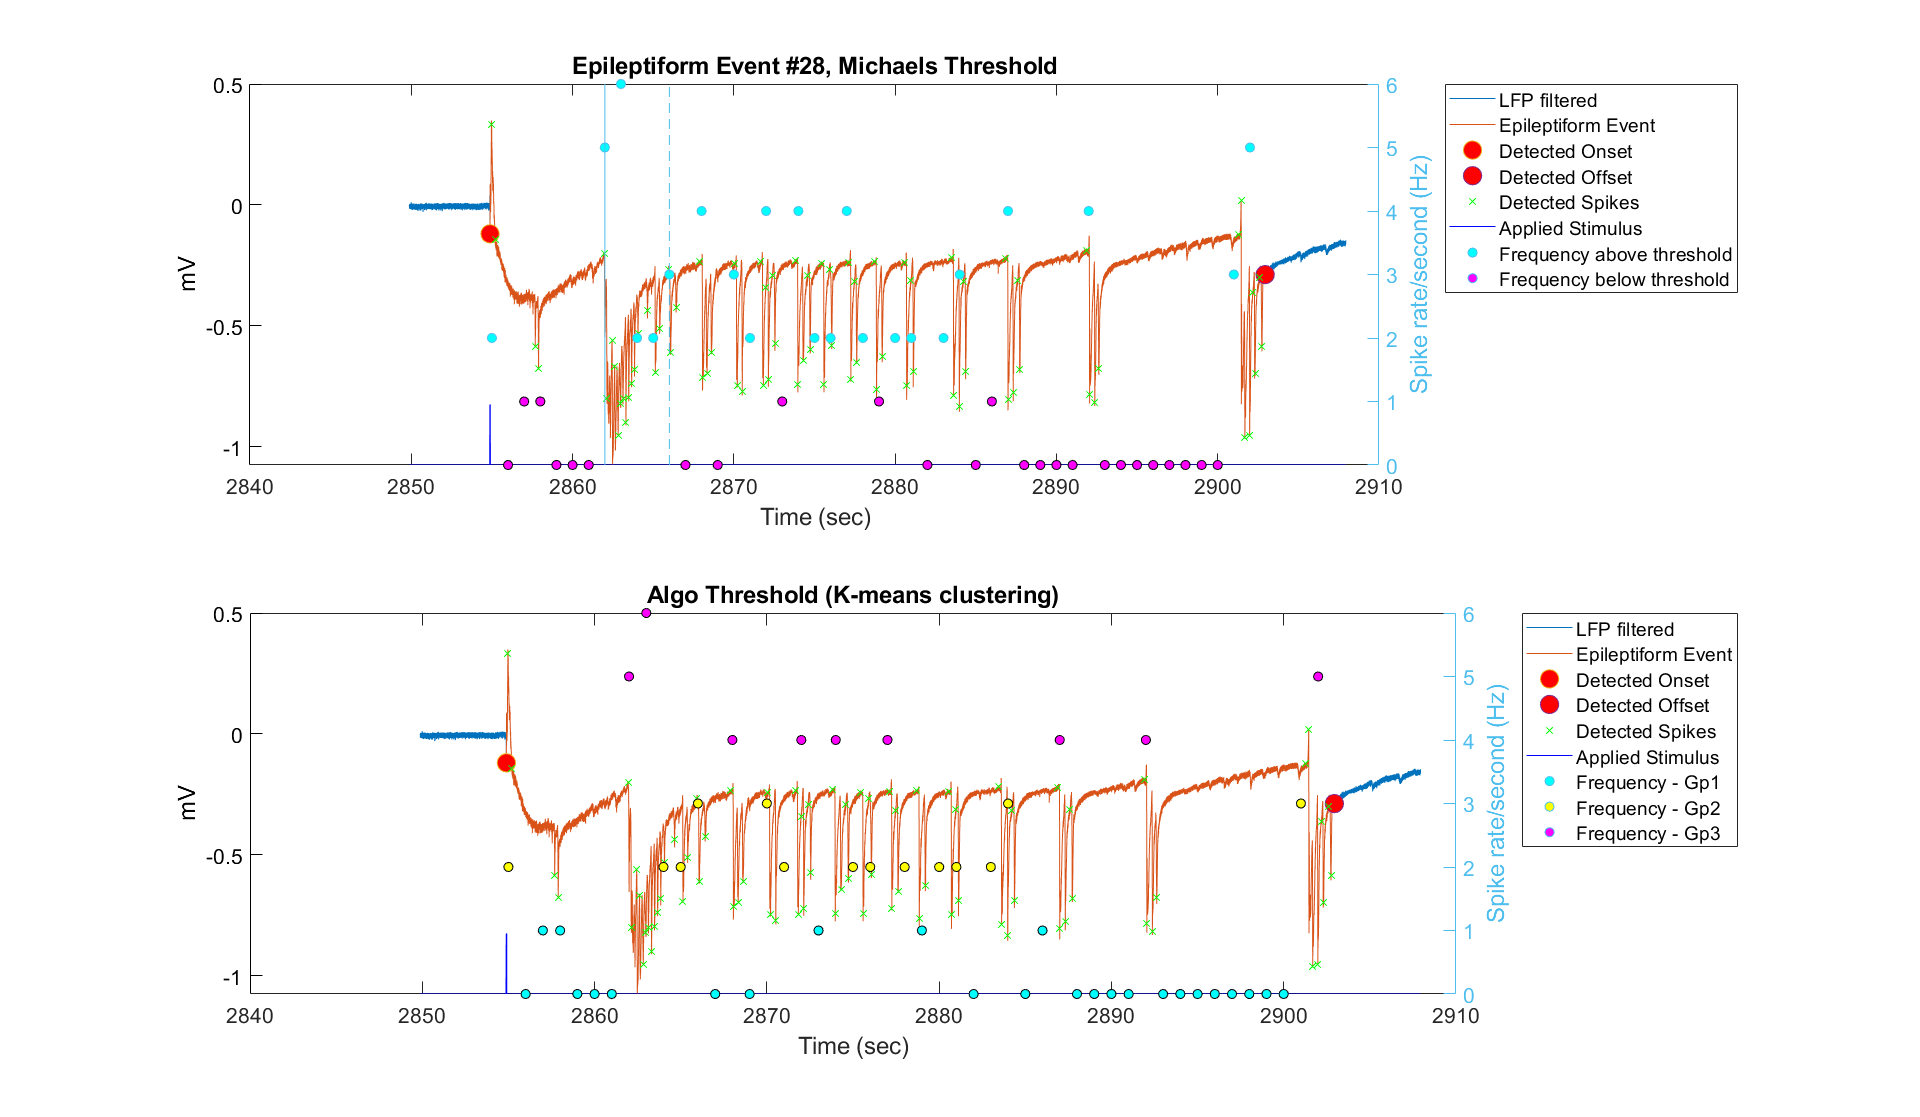 Epileptiform Event #28, Michaels Threshold
0.5
0
-0.5
-1
mV
6
5
4
3
2
1
0
Spike rate/second (Hz)
2840 2850 2860 2870 2880 2890 2900 2910
Time (sec)
LFP filtered
Epileptiform Event
Detected Onset
Detected Offset
Detected Spikes
Applied Stimulus
Frequency above threshold
Frequency below threshold
Algo Threshold (K-means clustering)
0.5
0
-0.5
-1
mV
6
5
4
3
2
1
0
Spike rate/second (Hz)
2840 2850 2860 2870 2880 2890 2900 2910
Time (sec)
LFP filtered
Epileptiform Event
Detected Onset
Detected Offset
Detected Spikes
Applied Stimulus
Frequency - Gp1
Frequency - Gp2
Frequency - Gp3